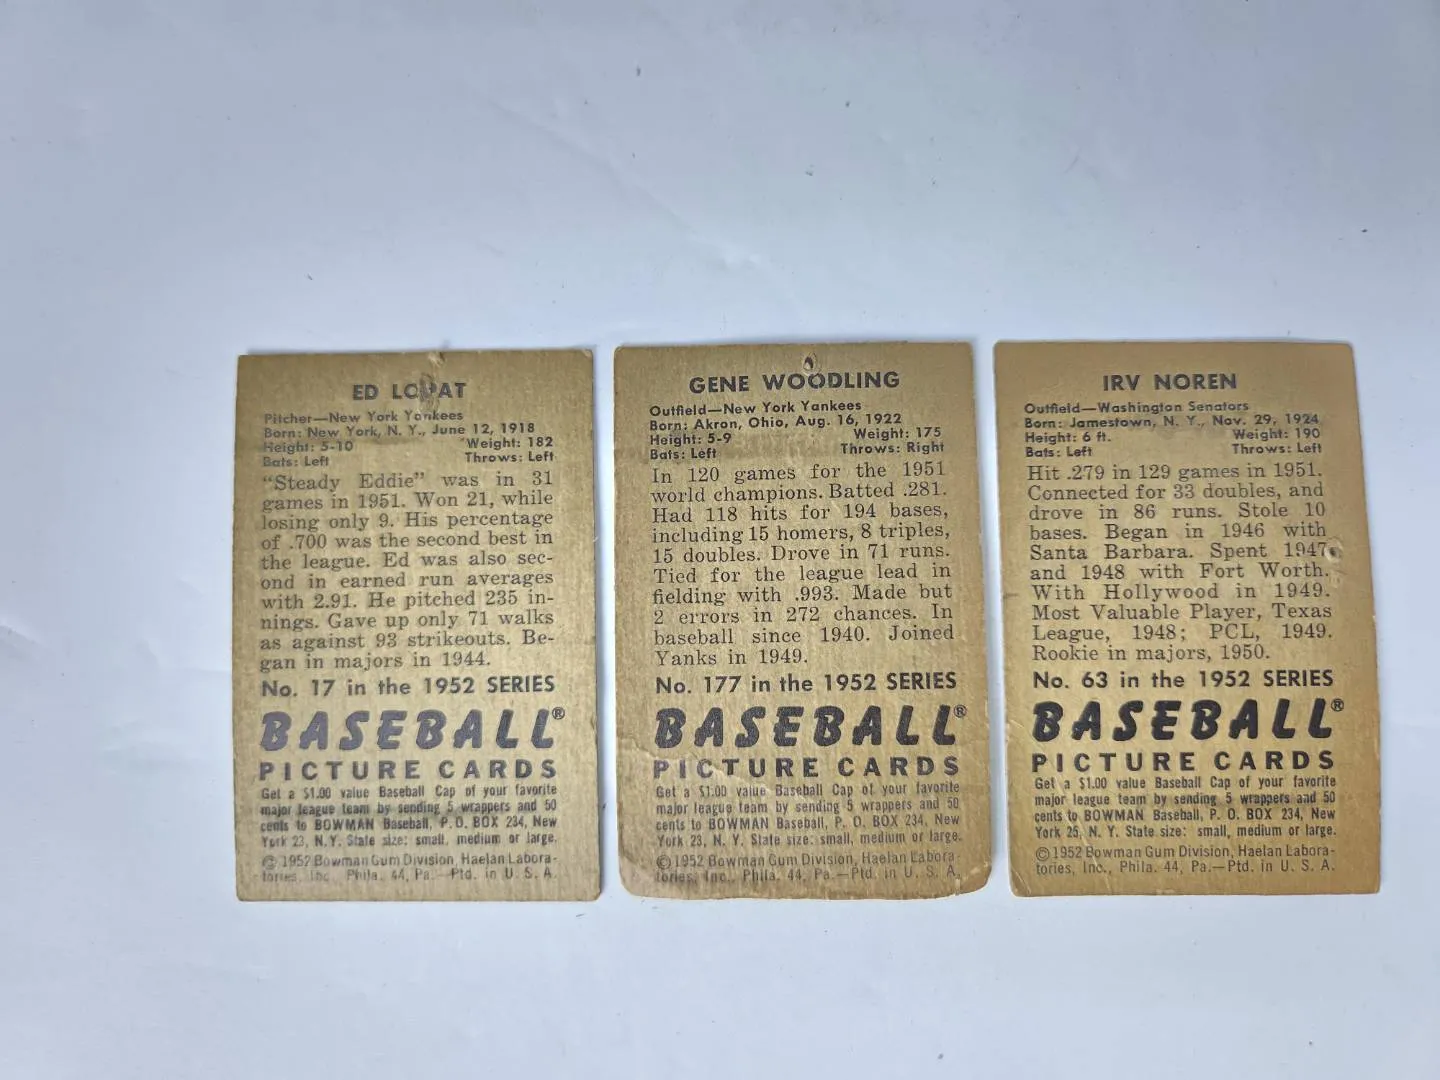 ED LOPAT
Pitcher—New York Yankees
Born: New York, N. Y., June 12, 1918
Height: 5-10 Weight: 182
Bats: Left Throws: Left
"Steady Eddie" was in 31
games in 1951. Won 21, while
losing only 9. His percentage
of .700 was the second best in
the league. Ed was also sec-
ond in earned run averages
with 2.91. He pitched 235 in-
nings. Gave up only 71 walks
as against 93 strikeouts. Be-
gan in majors in 1944.
No. 17 in the 1952 SERIES
BASEBALL®
PICTURE CARDS
Get a $1.00 value Baseball Cap of your favorite
major league team by sending 5 wrappers and 50
cents to BOWMAN Baseball, P. O. BOX 234, New
York 23, N. Y. State size: small, medium or large.
© 1952 Bowman Gum Division, Haelan Labora-
tories, Inc., Phila. 44, Pa.—Ptd. in U. S. A.
GENE WOODLING
Outfield—New York Yankees
Born: Akron, Ohio, Aug. 16, 1922
Height: 5-9 Weight: 175
Bats: Left Throws: Right
In 120 games for the 1951
world champions. Batted .281.
Had 118 hits for 194 bases,
including 15 homers, 8 triples,
15 doubles. Drove in 71 runs.
Tied for the league lead in
fielding with .993. Made but
2 errors in 272 chances. In
baseball since 1940. Joined
Yanks in 1949.
No. 177 in the 1952 SERIES
BASEBALL®
PICTURE CARDS
Get a $1.00 value Baseball Cap of your favorite
major league team by sending 5 wrappers and 50
cents to BOWMAN Baseball, P. O. BOX 234, New
York 23, N. Y. State size: small, medium or large.
© 1952 Bowman Gum Division, Haelan Labora-
tories, Inc., Phila. 44, Pa.—Ptd. in U. S. A.
IRV NOREN
Outfield—Washington Senators
Born: Jamestown, N. Y., Nov. 29, 1924
Height: 6 ft. Weight: 190
Bats: Left Throws: Left
Hit .279 in 129 games in 1951.
Connected for 33 doubles, and
drove in 86 runs. Stole 10
bases. Began in 1946 with
Santa Barbara. Spent 1947
and 1948 with Fort Worth.
With Hollywood in 1949.
Most Valuable Player, Texas
League, 1948; PCL, 1949.
Rookie in majors, 1950.
No. 63 in the 1952 SERIES
BASEBALL®
PICTURE CARDS
Get a $1.00 value Baseball Cap of your favorite
major league team by sending 5 wrappers and 50
cents to BOWMAN Baseball, P. O. BOX 234, New
York 25, N. Y. State size: small, medium or large.
© 1952 Bowman Gum Division, Haelan Labora-
tories, Inc., Phila. 44, Pa.—Ptd. in U. S. A.